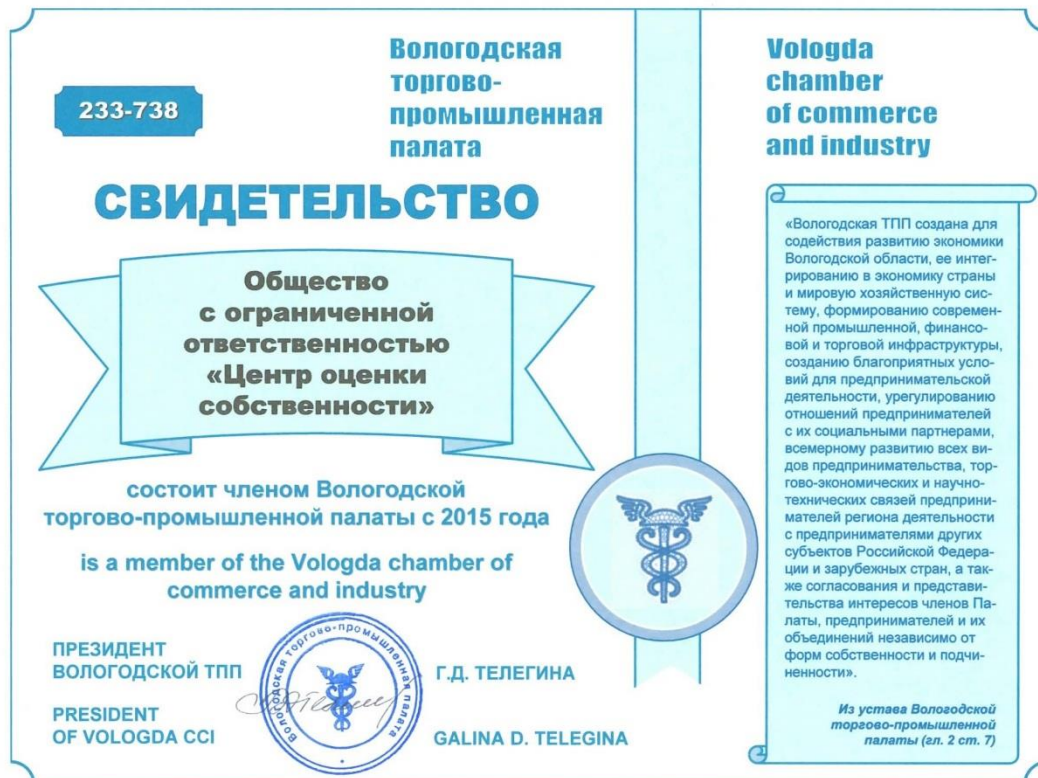 233-738
Вологодская
торгово-
промышленная
палата
Vologda
chamber
of commerce
and industry
СВИДЕТЕЛЬСТВО
Общество
с ограниченной
ответственностью
«Центр оценки
собственности»
состоит членом Вологодской
торгово-промышленной палаты с 2015 года
is a member of the Vologda chamber of
commerce and industry
ПРЕЗИДЕНТ
ВОЛОГОДСКОЙ ТПП
Г.Д. ТЕЛЕГИНА
PRESIDENT
OF VOLOGDA CCI
GALINA D. TELEGINA
Вологодская торгово-промышленная палата
«Вологодская ТПП создана для
содействия развитию экономики
Вологодской области, ее интег-
рированию в экономику страны
и мировую хозяйственную сис-
тему, формированию современ-
ной промышленной, финансо-
вой и торговой инфраструктуры,
созданию благоприятных усло-
вий для предпринимательской
деятельности, урегулированию
отношений предпринимателей
с их социальными партнерами,
всемерному развитию всех ви-
дов предпринимательства, тор-
гово-экономических и научно-
технических связей предприни-
мателей региона деятельности
с предпринимателями других
субъектов Российской Федера-
ции и зарубежных стран, а так-
же согласования и представи-
тельства интересов членов Па-
латы, предпринимателей и их
объединений независимо от
форм собственности и подчи-
ненности».
Из устава Вологодской
торгово-промышленной
палаты (гл. 2 ст. 7)